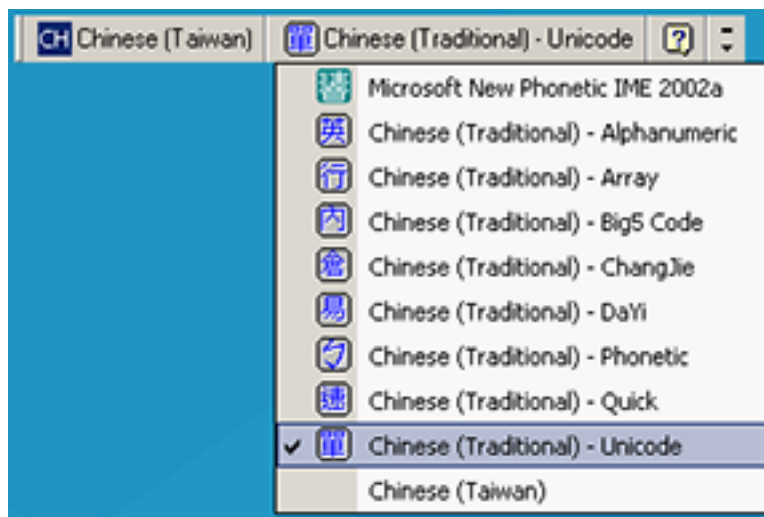 CH Chinese (Taiwan) 單 Chinese (Traditional) - Unicode ?
Microsoft New Phonetic IME 2002a
英 Chinese (Traditional) - Alphanumeric
行 Chinese (Traditional) - Array
內 Chinese (Traditional) - Big5 Code
倉 Chinese (Traditional) - ChangJie
易 Chinese (Traditional) - DaYi
ㄅ Chinese (Traditional) - Phonetic
速 Chinese (Traditional) - Quick
單 Chinese (Traditional) - Unicode
Chinese (Taiwan)